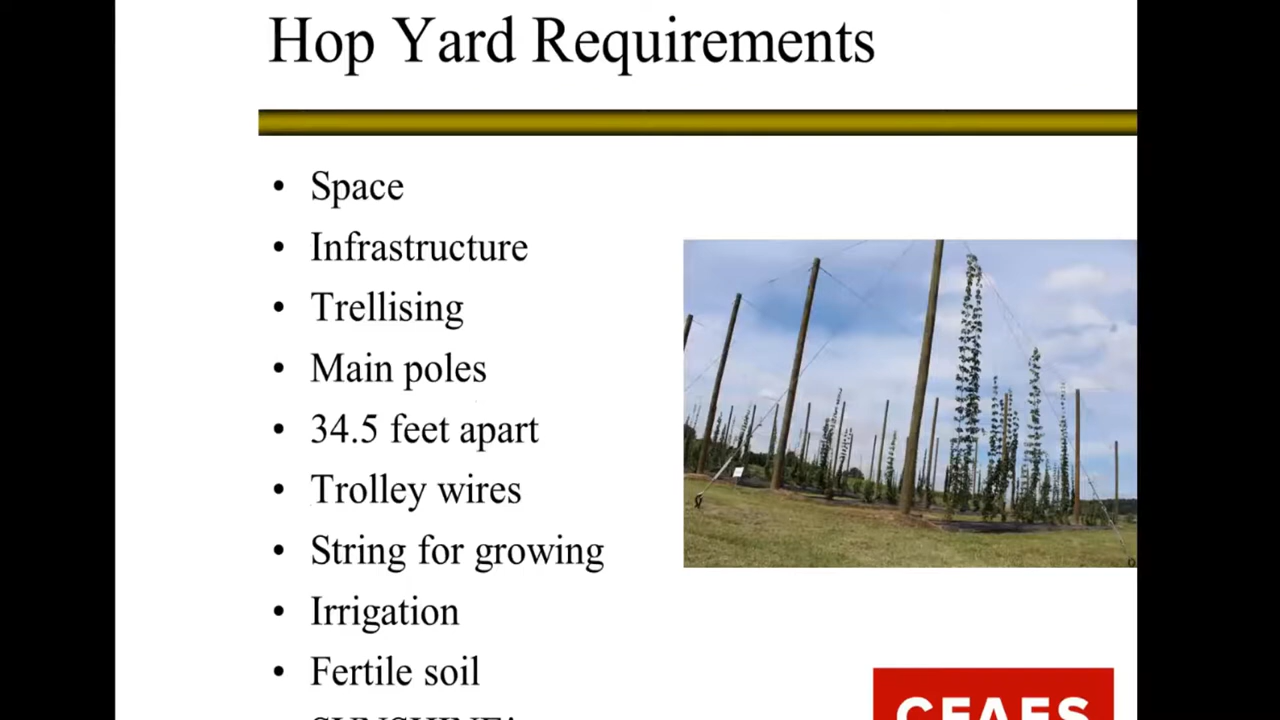 Hop Yard Requirements
• Space
• Infrastructure
• Trellising
• Main poles
• 34.5 feet apart
• Trolley wires
• String for growing
• Irrigation
• Fertile soil
• SUNSHINE!
CFAES